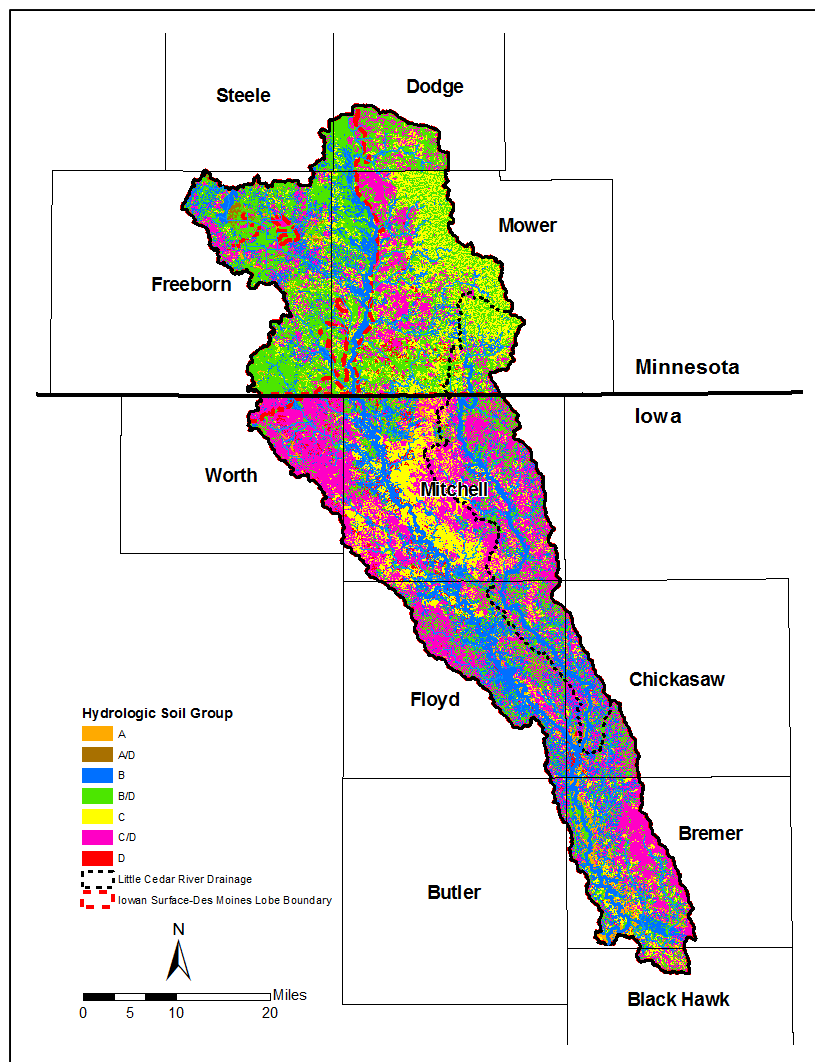 Dodge
Steele
Mower
Freeborn
Minnesota
Iowa
Worth
Mitchell
Chickasaw
Floyd
Hydrologic Soil Group
A
A/D
B
B/D
C
C/D
D
Little Cedar River Drainage
Iowan Surface-Des Moines Lobe Boundary
Bremer
Butler
N
Miles
0 5 10 20
Black Hawk